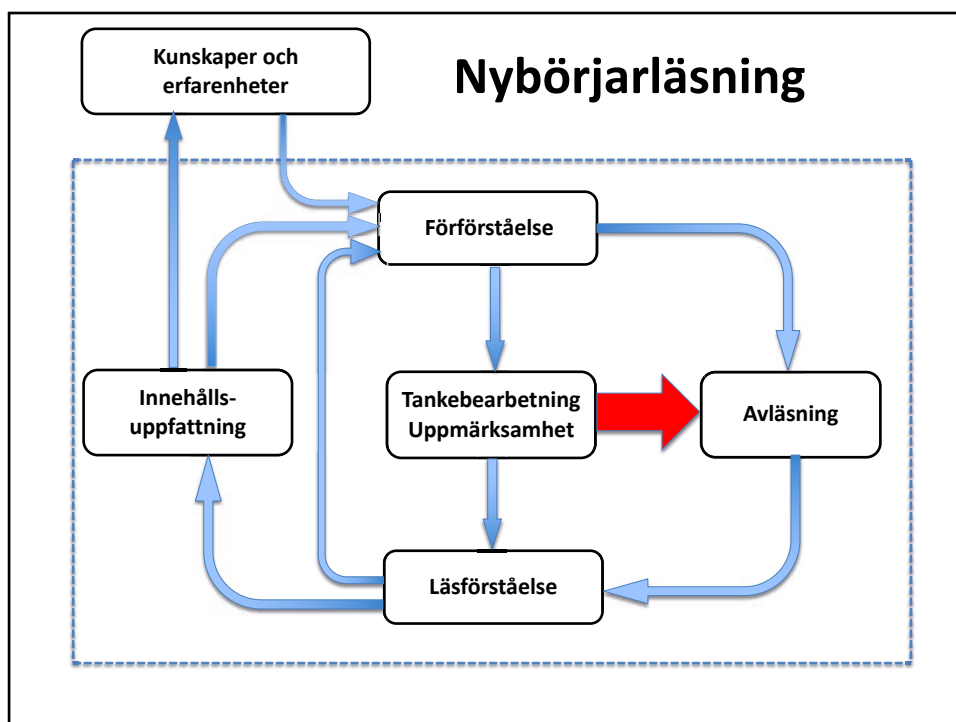 Kunskaper och
erfarenheter
Nybörjarläsning
Förförståelse
Innehålls-
uppfattning
Tankebearbetning
Uppmärksamhet
Avläsning
Läsförståelse